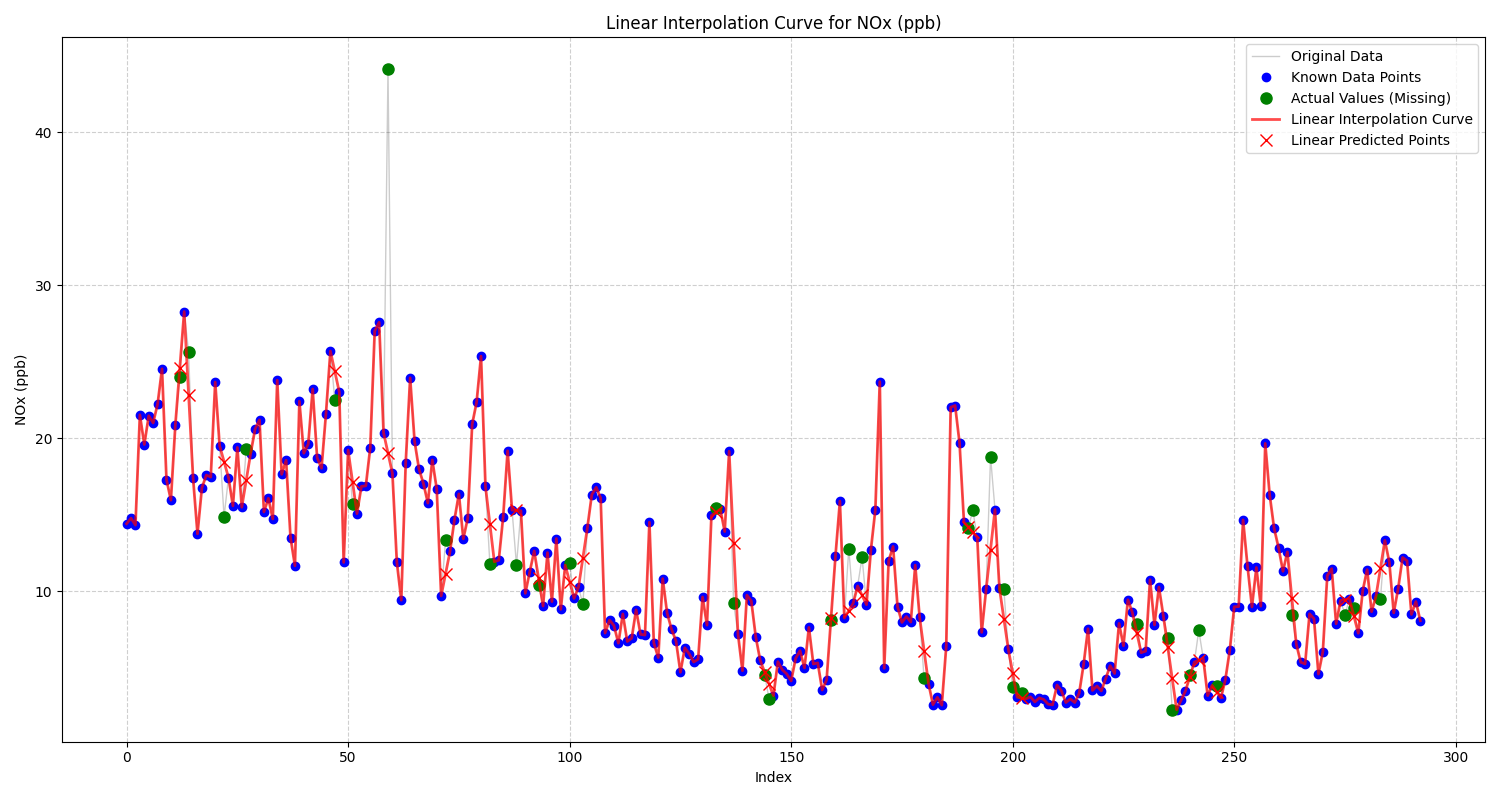 Linear Interpolation Curve for NOx (ppb)
Original Data
Known Data Points
Actual Values (Missing)
Linear Interpolation Curve
Linear Predicted Points
NOx (ppb)
40
30
20
10
0
50
100
150
200
250
300
Index